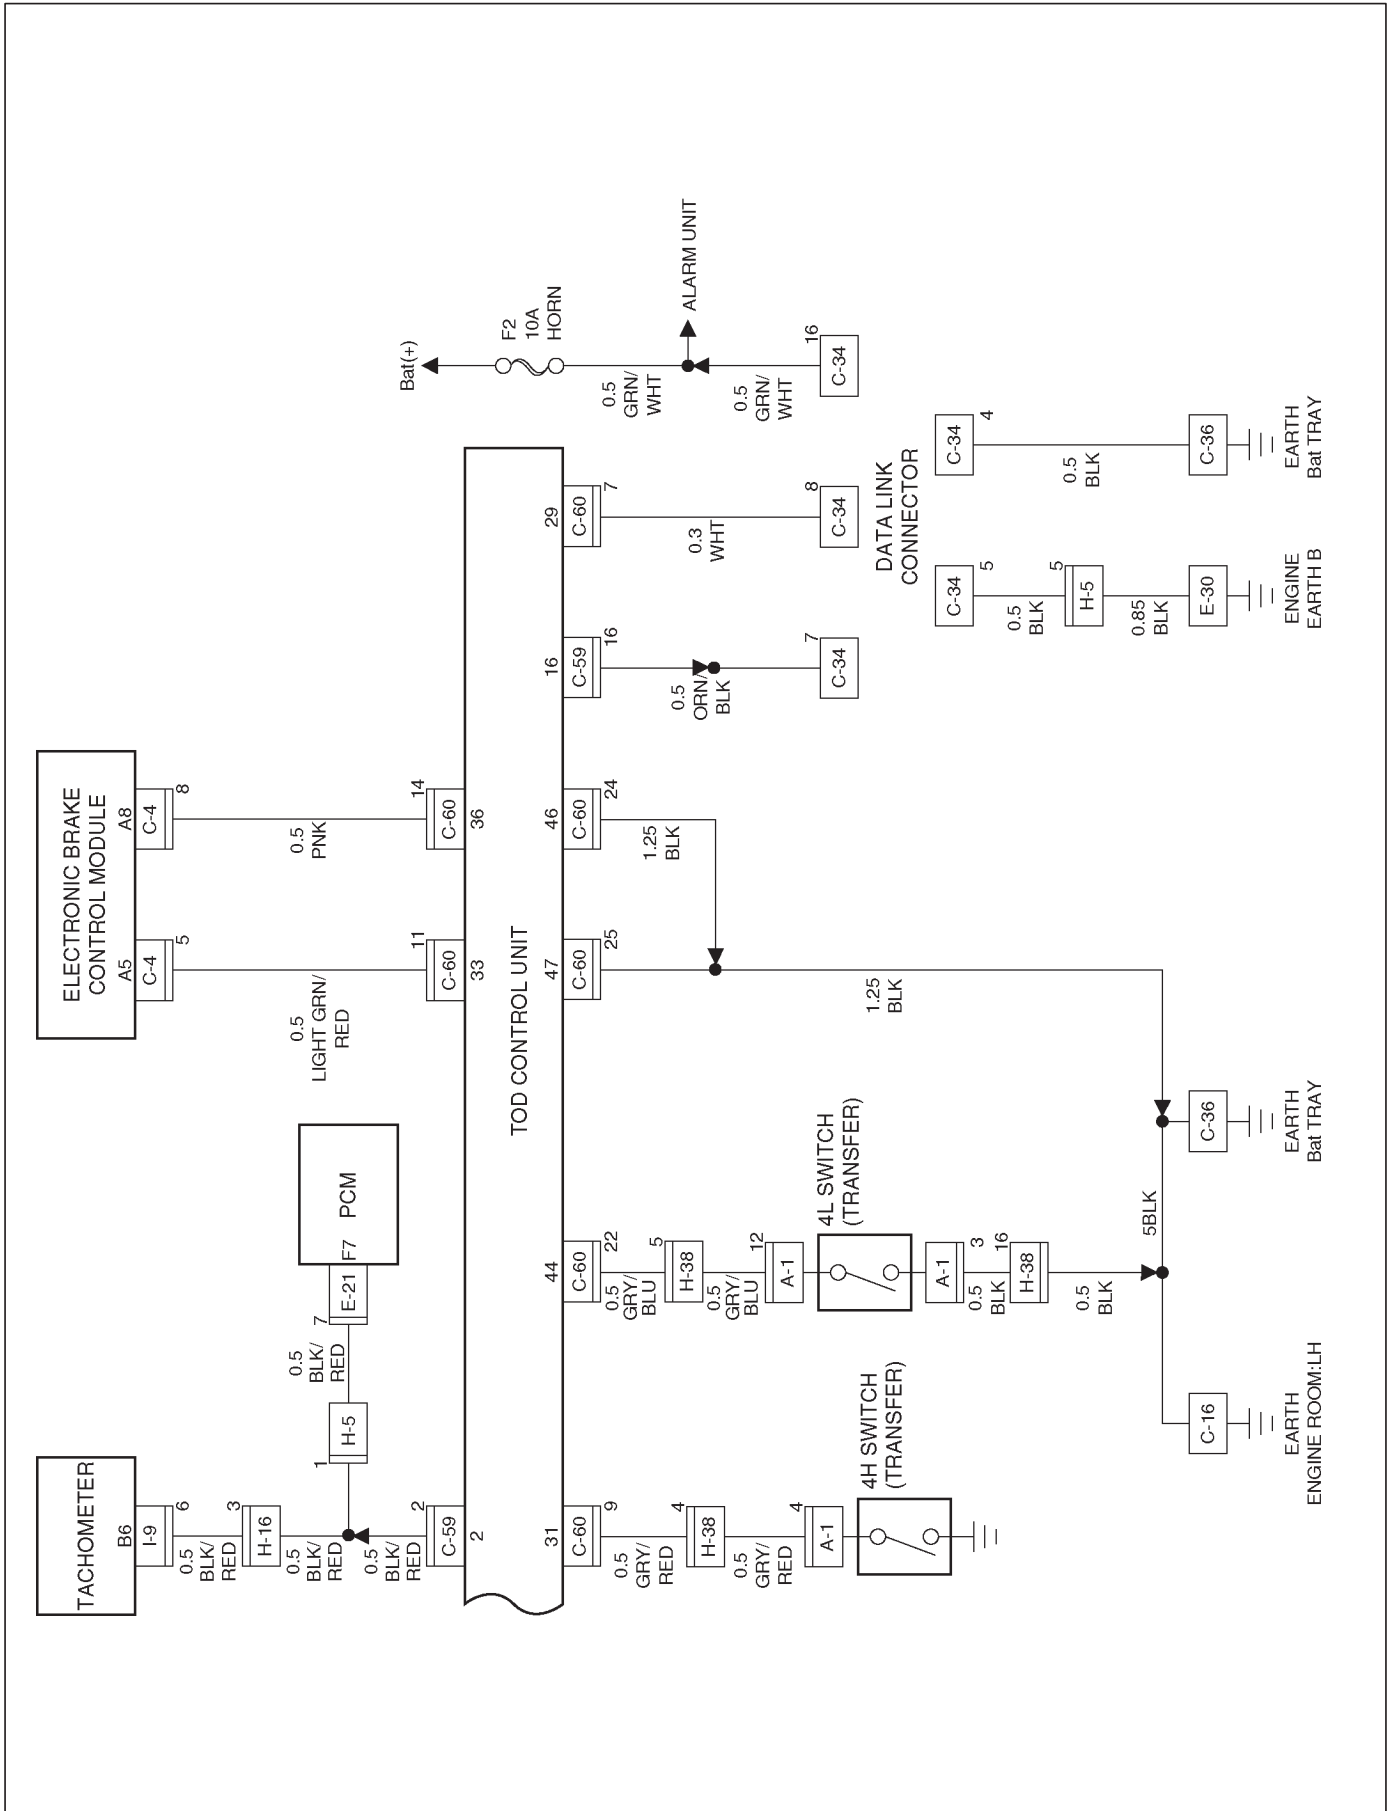 TACHOMETER
B6
I-9
6
0.5
BLK/
RED
3
H-16
0.5
BLK/
RED
0.5
BLK/
RED
2
C-59
2
1
H-5
0.5
BLK/
RED
7
E-21
F7
PCM
ELECTRONIC BRAKE
CONTROL MODULE
A5
C-4
5
0.5
LIGHT GRN/
RED
11
C-60
33
A8
C-4
8
0.5
PNK
14
C-60
36
TOD CONTROL UNIT
31
C-60
9
0.5
GRY/
RED
4
H-38
0.5
GRY/
RED
4
A-1
4H SWITCH
(TRANSFER)
44
C-60
22
0.5
GRY/
BLU
5
H-38
0.5
GRY/
BLU
12
A-1
4L SWITCH
(TRANSFER)
A-1
3
0.5
BLK
16
H-38
0.5
BLK
5BLK
C-16
EARTH
ENGINE ROOM:LH
C-36
EARTH
Bat TRAY
47
C-60
25
1.25
BLK
46
C-60
24
1.25
BLK
16
C-59
16
0.5
ORN/
BLK
7
C-34
29
C-60
7
0.3
WHT
8
C-34
DATA LINK
CONNECTOR
Bat(+)
F2
10A
HORN
0.5
GRN/
WHT
ALARM UNIT
0.5
GRN/
WHT
16
C-34
C-34
5
0.5
BLK
5
H-5
0.85
BLK
E-30
ENGINE
EARTH B
C-34
4
0.5
BLK
C-36
EARTH
Bat TRAY